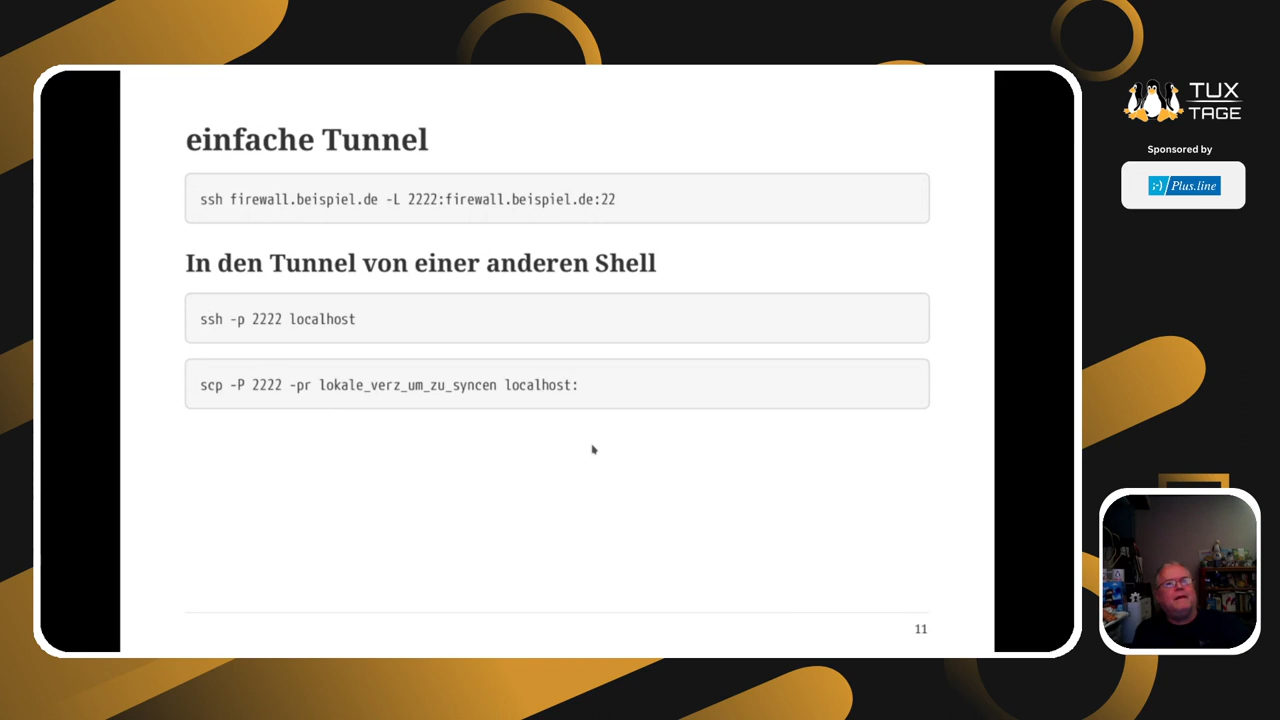 einfache Tunnel
ssh firewall.beispiel.de -L 2222:firewall.beispiel.de:22
In den Tunnel von einer anderen Shell
ssh -p 2222 localhost
scp -P 2222 -pr lokale_verz_um_zu_syncen localhost:
11
TUX
TAGE
Sponsored by
:-) Plus.line